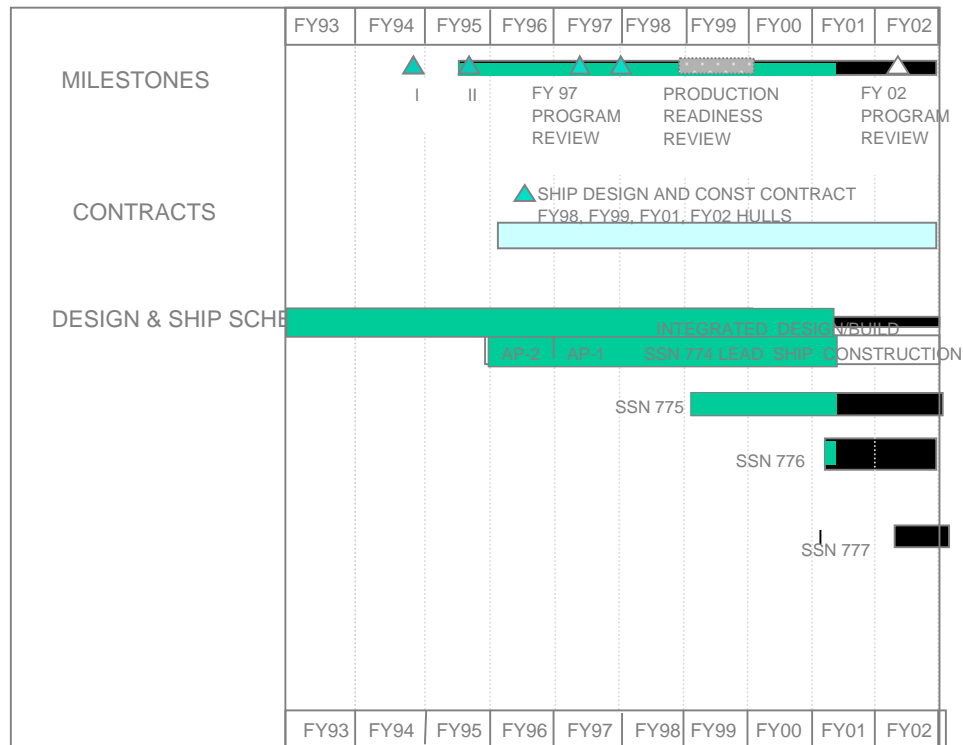 FY93 FY94 FY95 FY96 FY97 FY98 FY99 FY00 FY01 FY02
MILESTONES
I
II
FY 97
PROGRAM
REVIEW
PRODUCTION
READINESS
REVIEW
FY 02
PROGRAM
REVIEW
CONTRACTS
SHIP DESIGN AND CONST CONTRACT
FY98, FY99, FY01, FY02 HULLS
DESIGN & SHIP SCHE
INTEGRATED DESIGN/BUILD
AP-2 AP-1 SSN 774 LEAD SHIP CONSTRUCTION
SSN 775
SSN 776
I
SSN 777
FY93 FY94 FY95 FY96 FY97 FY98 FY99 FY00 FY01 FY02